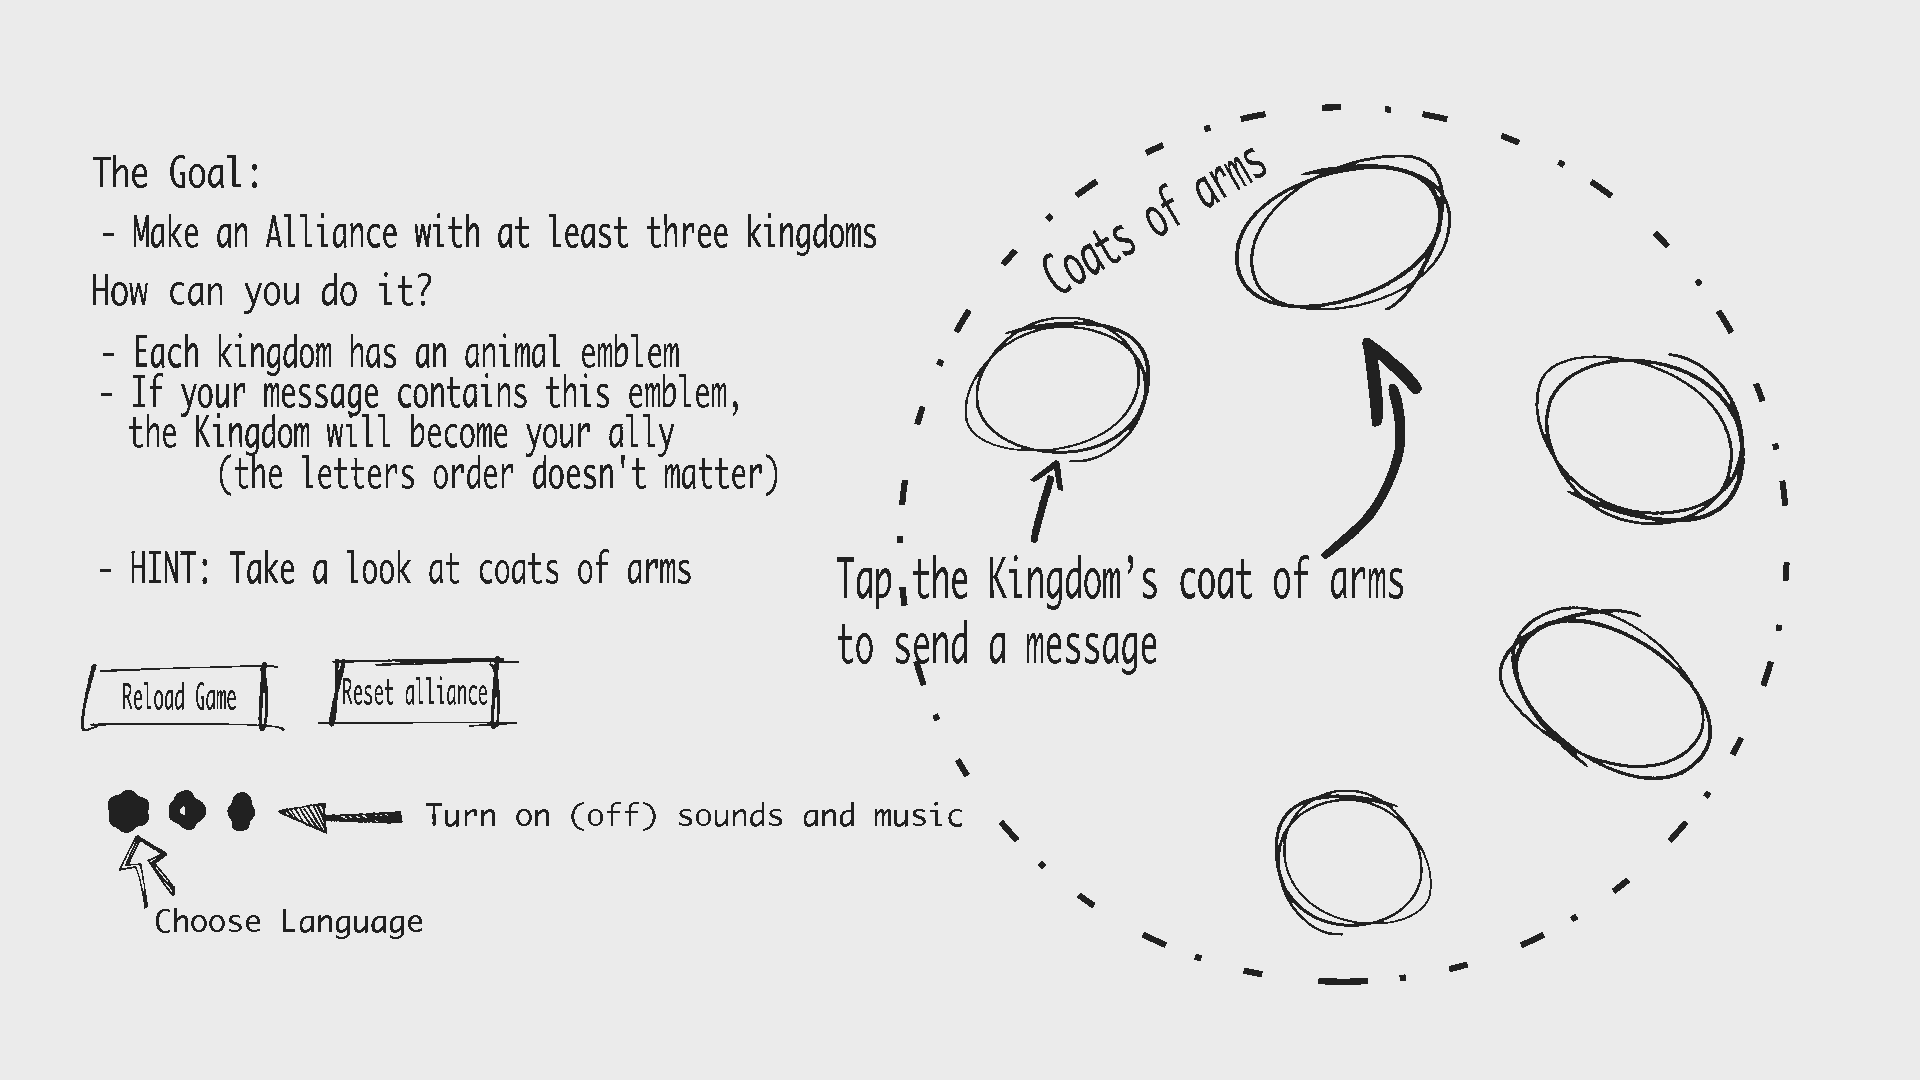 The Goal:
- Make an Alliance with at least three kingdoms
How can you do it?
- Each kingdom has an animal emblem
- If your message contains this emblem,
the Kingdom will become your ally
(the letters order doesn't matter)
- HINT: Take a look at coats of arms
Reload Game
Reset alliance
Turn on (off) sounds and music
Choose Language
Coats of arms
Tap the Kingdom’s coat of arms
to send a message